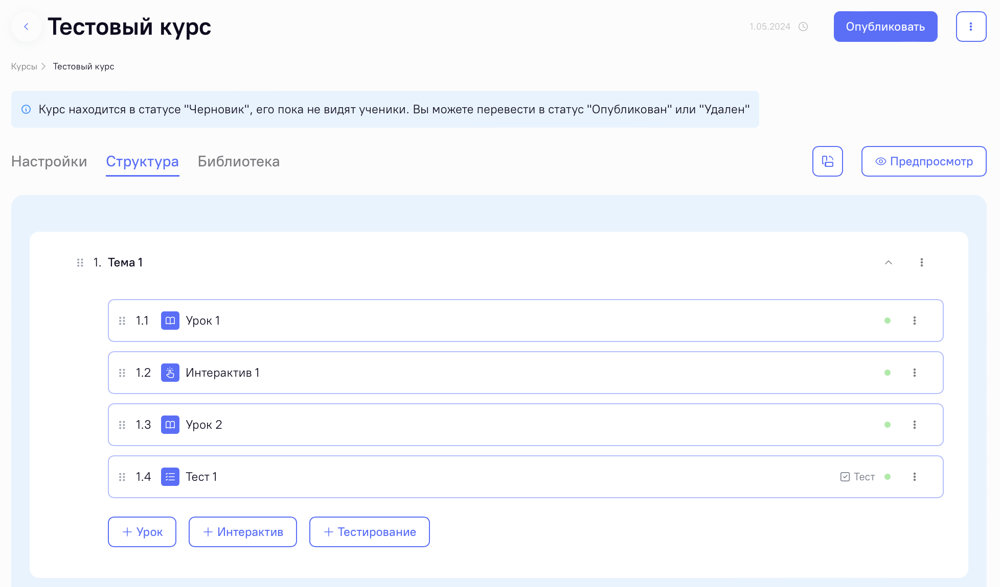 Тестовый курс
1.05.2024
Опубликовать
Курсы
Тестовый курс
Курс находится в статусе "Черновик", его пока не видят ученики. Вы можете перевести в статус "Опубликован" или "Удален"
Настройки
Структура
Библиотека
Предпросмотр
1. Тема 1
1.1 Урок 1
1.2 Интерактив 1
1.3 Урок 2
1.4 Тест 1
Тест
+ Урок
+ Интерактив
+ Тестирование